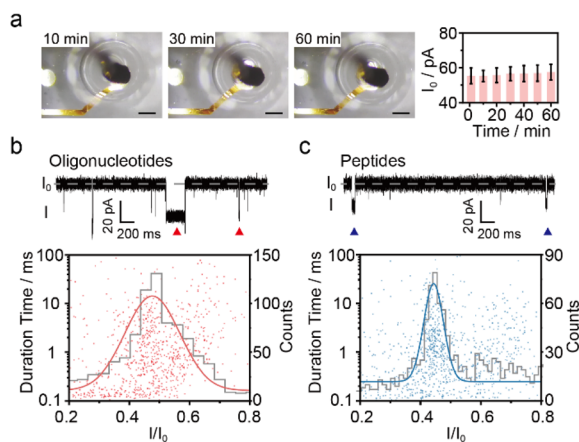 a
10 min
30 min
60 min
I₀ / pA
80
60
40
0 10 20 30 40 50 60
Time / min
b
Oligonucleotides
I₀
I
20 pA
200 ms
Duration Time / ms
100
10
1
0.1
150
100
50
0
Counts
0.2 0.4 0.6 0.8
I/I₀
c
Peptides
I₀
I
20 pA
200 ms
Duration Time / ms
100
10
1
0.1
90
60
30
0
Counts
0.2 0.4 0.6 0.8
I/I₀